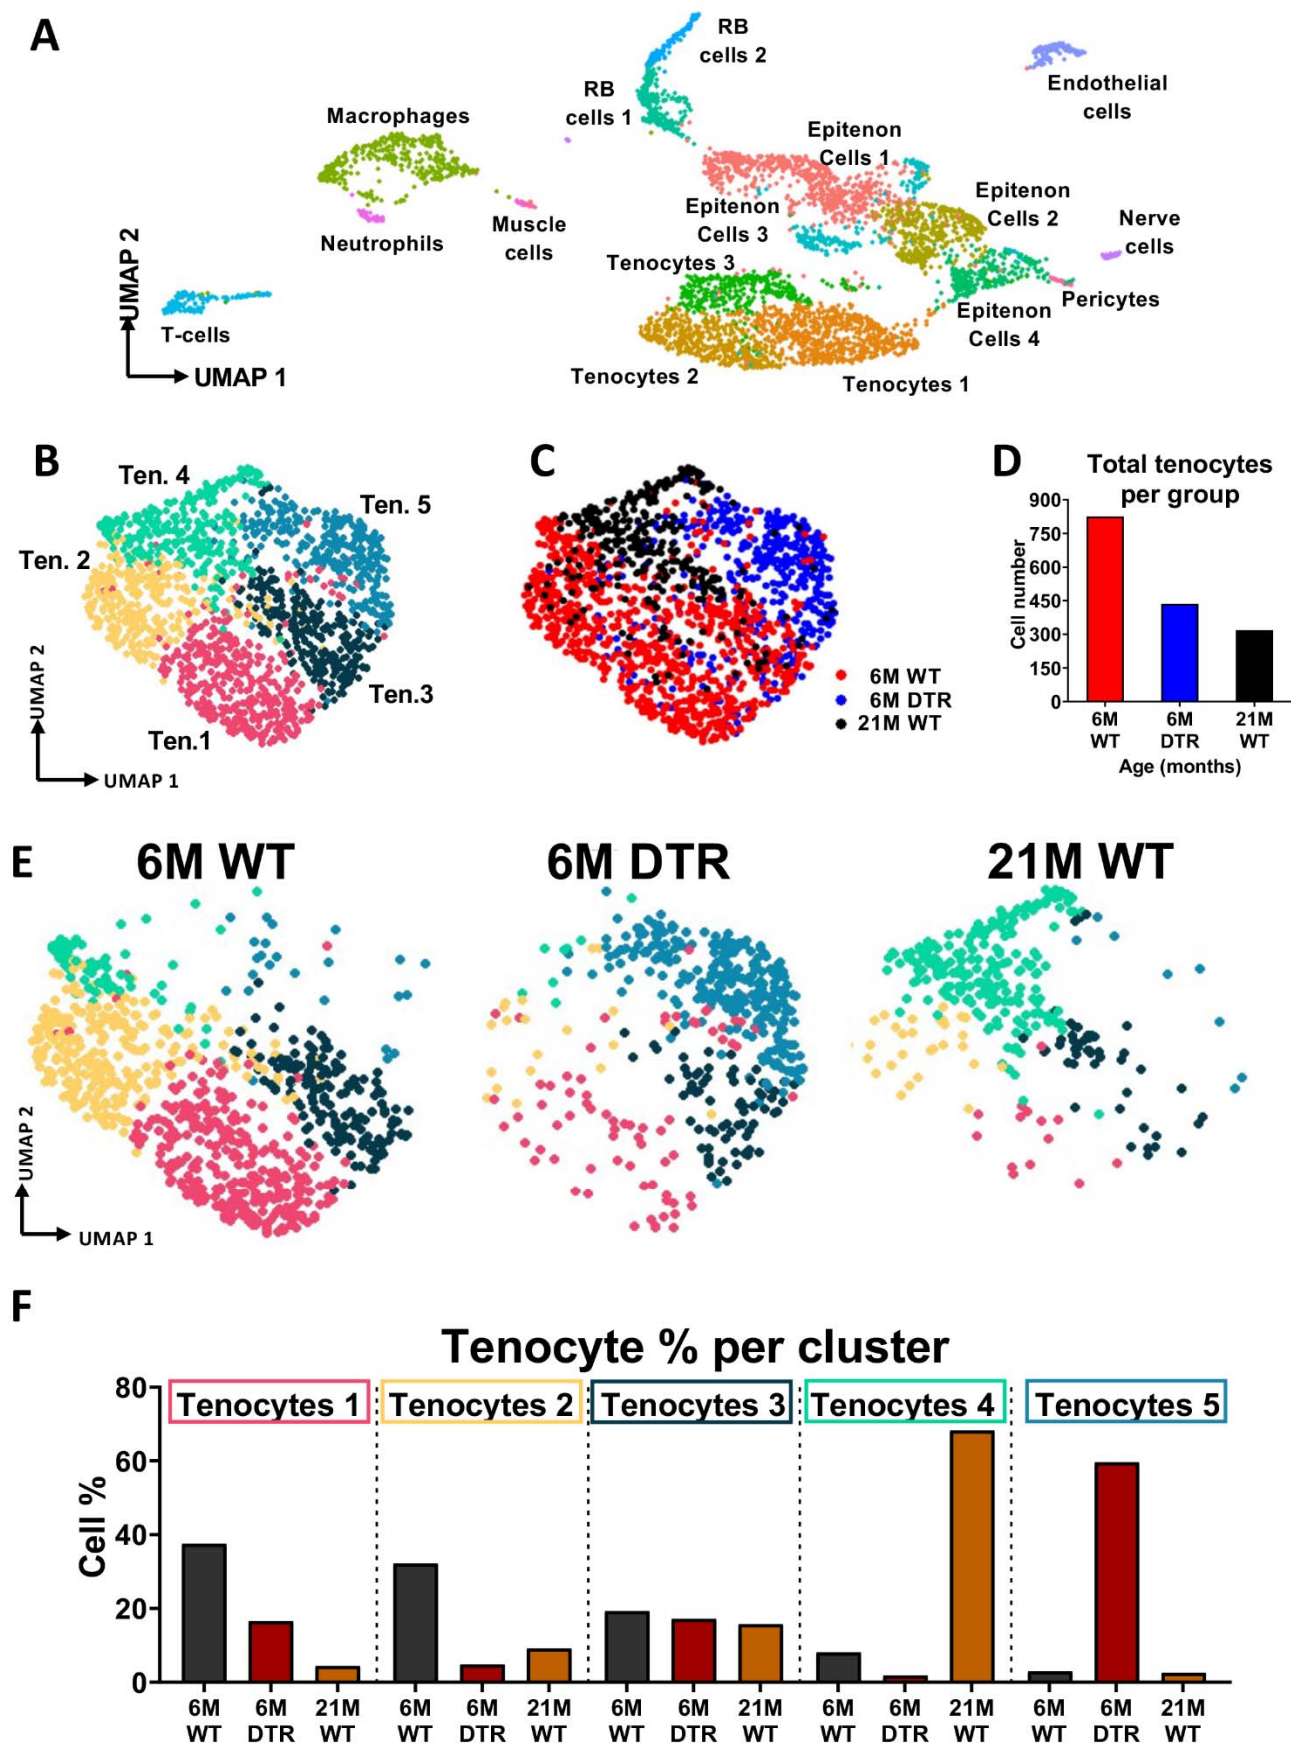 A
RB
cells 2
RB
cells 1
Endothelial
cells
Macrophages
Epitenon
Cells 1
Epitenon
Cells 2
Epitenon
Cells 3
Nerve
cells
Muscle
cells
Neutrophils
Tenocytes 3
Pericytes
Epitenon
Cells 4
T-cells
Tenocytes 2
Tenocytes 1
UMAP 2
UMAP 1
B
Ten. 4
Ten. 5
Ten. 2
Ten.3
Ten.1
UMAP 2
UMAP 1
C
6M WT
6M DTR
21M WT
D
Total tenocytes
per group
Cell number
900
750
600
450
300
150
0
6M
WT
6M
DTR
21M
WT
Age (months)
E
6M WT
6M DTR
21M WT
UMAP 2
UMAP 1
F
Tenocyte % per cluster
Cell %
80
60
40
20
0
Tenocytes 1
Tenocytes 2
Tenocytes 3
Tenocytes 4
Tenocytes 5
6M
WT
6M
DTR
21M
WT
6M
WT
6M
DTR
21M
WT
6M
WT
6M
DTR
21M
WT
6M
WT
6M
DTR
21M
WT
6M
WT
6M
DTR
21M
WT